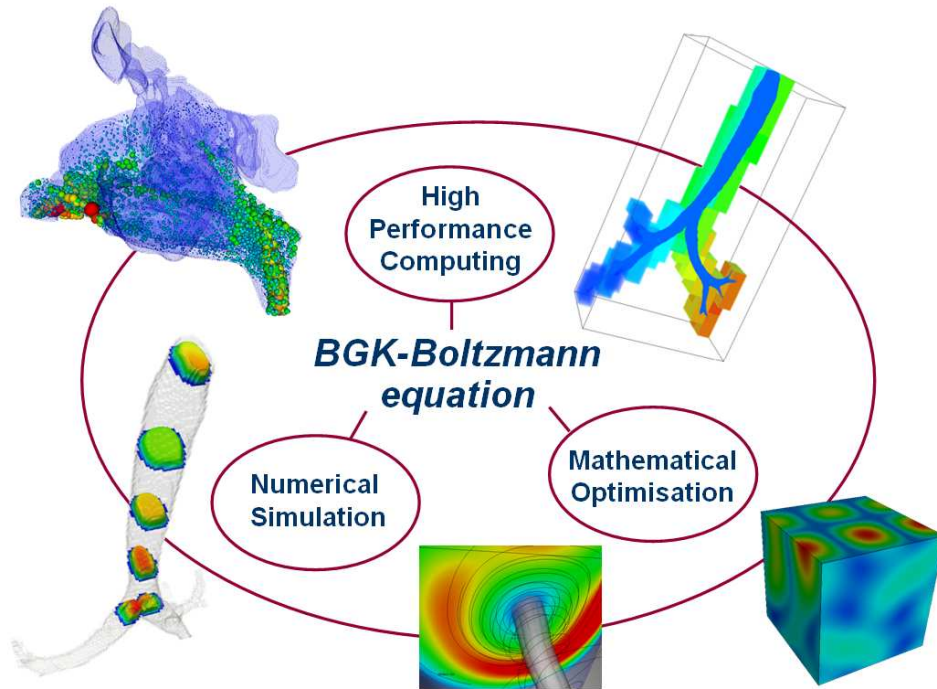 High
Performance
Computing
BGK-Boltzmann
equation
Numerical
Simulation
Mathematical
Optimisation